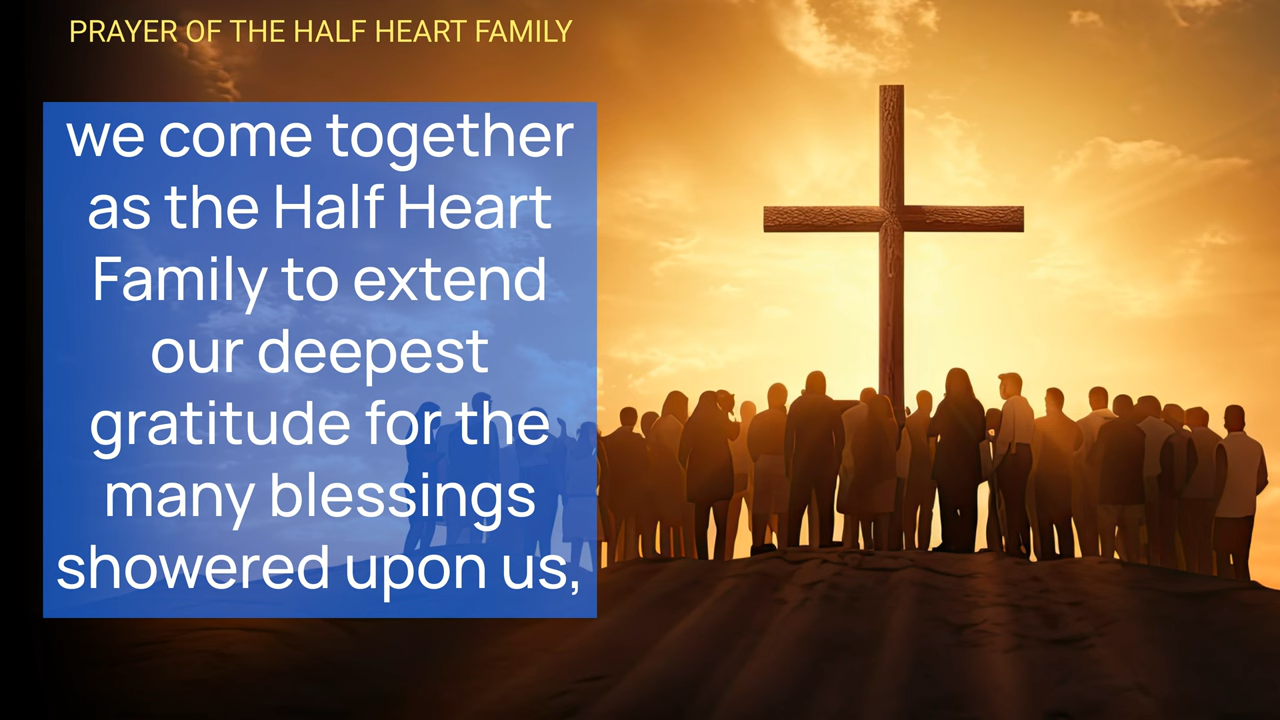 PRAYER OF THE HALF HEART FAMILY
we come together
as the Half Heart
Family to extend
our deepest
gratitude for the
many blessings
showered upon us,